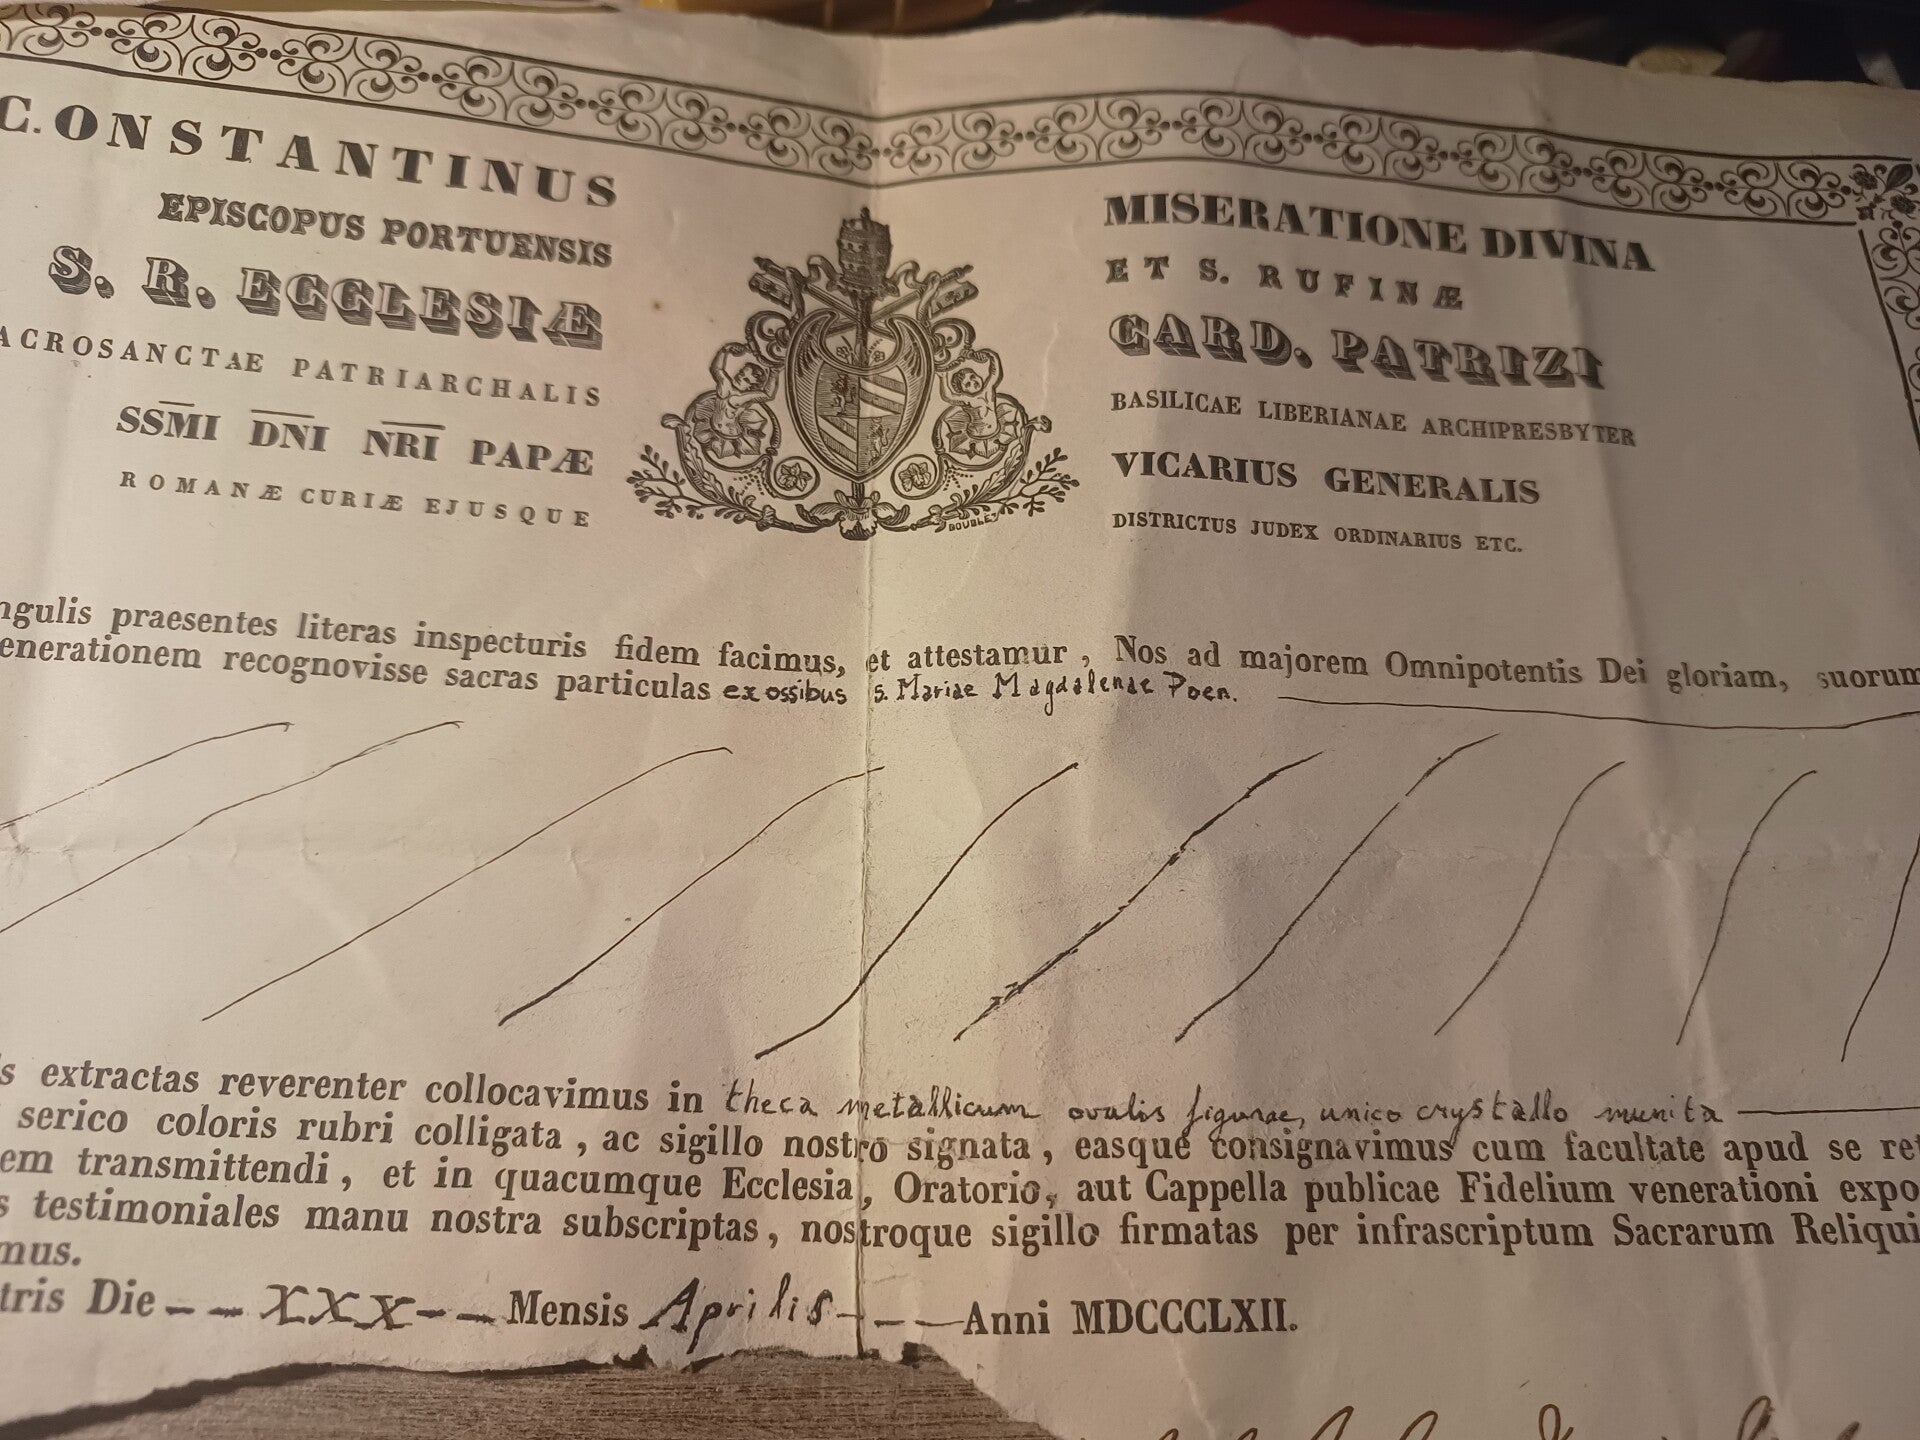 C.ONSTANTINUS MISERATIONE DIVINA
EPISCOPUS PORTUENSIS ET S. RUFINÆ
S. R. ECCLESIÆ CARD. PATRIZI
ACROSANCTAE PATRIARCHALIS BASILICAE LIBERIANAE ARCHIPRESBYTER
SSM̅I̅ D̅N̅I̅ N̅R̅I̅ PAPÆ VICARIUS GENERALIS
ROMANÆ CURIÆ EJUSQUE DISTRICTUS JUDEX ORDINARIUS ETC.
BOUBLET
ngulis praesentes literas inspecturis fidem facimus, et attestamur, Nos ad majorem Omnipotentis Dei gloriam, suorum
enerationem recognovisse sacras particulas ex ossibus s. Mariae Magdalenae Poen.
s extractas reverenter collocavimus in theca metallicum ovalis figurae, unico crystallo munita
serico coloris rubri colligata, ac sigillo nostro signata, easque consignavimus cum facultate apud se ret
em transmittendi, et in quacumque Ecclesia, Oratorio, aut Cappella publicae Fidelium venerationi expo
s testimoniales manu nostra subscriptas, nostroque sigillo firmatas per infrascriptum Sacrarum Reliqui
mus.
tris Die -- XXX -- Mensis Aprilis --- Anni MDCCCLXII.